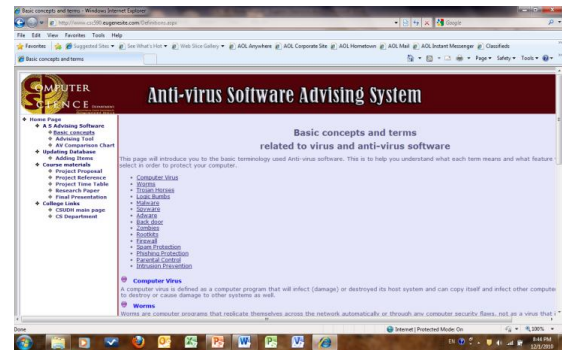 Basic concepts and terms - Windows Internet Explorer
http://www.csc590.eugenesite.com/Definitions.aspx
Google
File Edit View Favorites Tools Help
Favorites Suggested Sites See What's Hot Web Slice Gallery AOL Anywhere AOL Corporate Site AOL Hometown AOL Mail AOL Instant Messenger Classifieds
Basic concepts and terms
Page Safety Tools
COMPUTER
SCIENCE
Anti-virus Software Advising System
Home Page
A S Advising Software
Basic concepts
Advising Tool
AV Comparison Chart
Updating Database
Adding Items
Course materials
Project Proposal
Project Reference
Project Time Table
Research Paper
Final Presentation
College Links
CSUDH main page
CS Department
Basic concepts and terms
related to virus and anti-virus software
This page will introduce you to the basic terminology used Anti-virus software. This is to help you understand what each term means and what feature
select in order to protect your computer.
Computer Virus
Worms
Trojan Horses
Logic Bombs
Malware
Spyware
Adware
Back door
Zombies
Rootkits
Firewall
Spam Protection
Phishing Protection
Parental Control
Intrusion Prevention
Computer Virus
A computer virus is defined as a computer program that will infect (damage) or destroyed its host system and can copy itself and infect other compute
to destroy or cause damage to other systems as well.
Worms
Worms are computer programs that replicate themselves across the network automatically or through any computer security flaws, not as a virus that
Done
Internet | Protected Mode: On
100%
EN
8:44 PM
12/1/2010